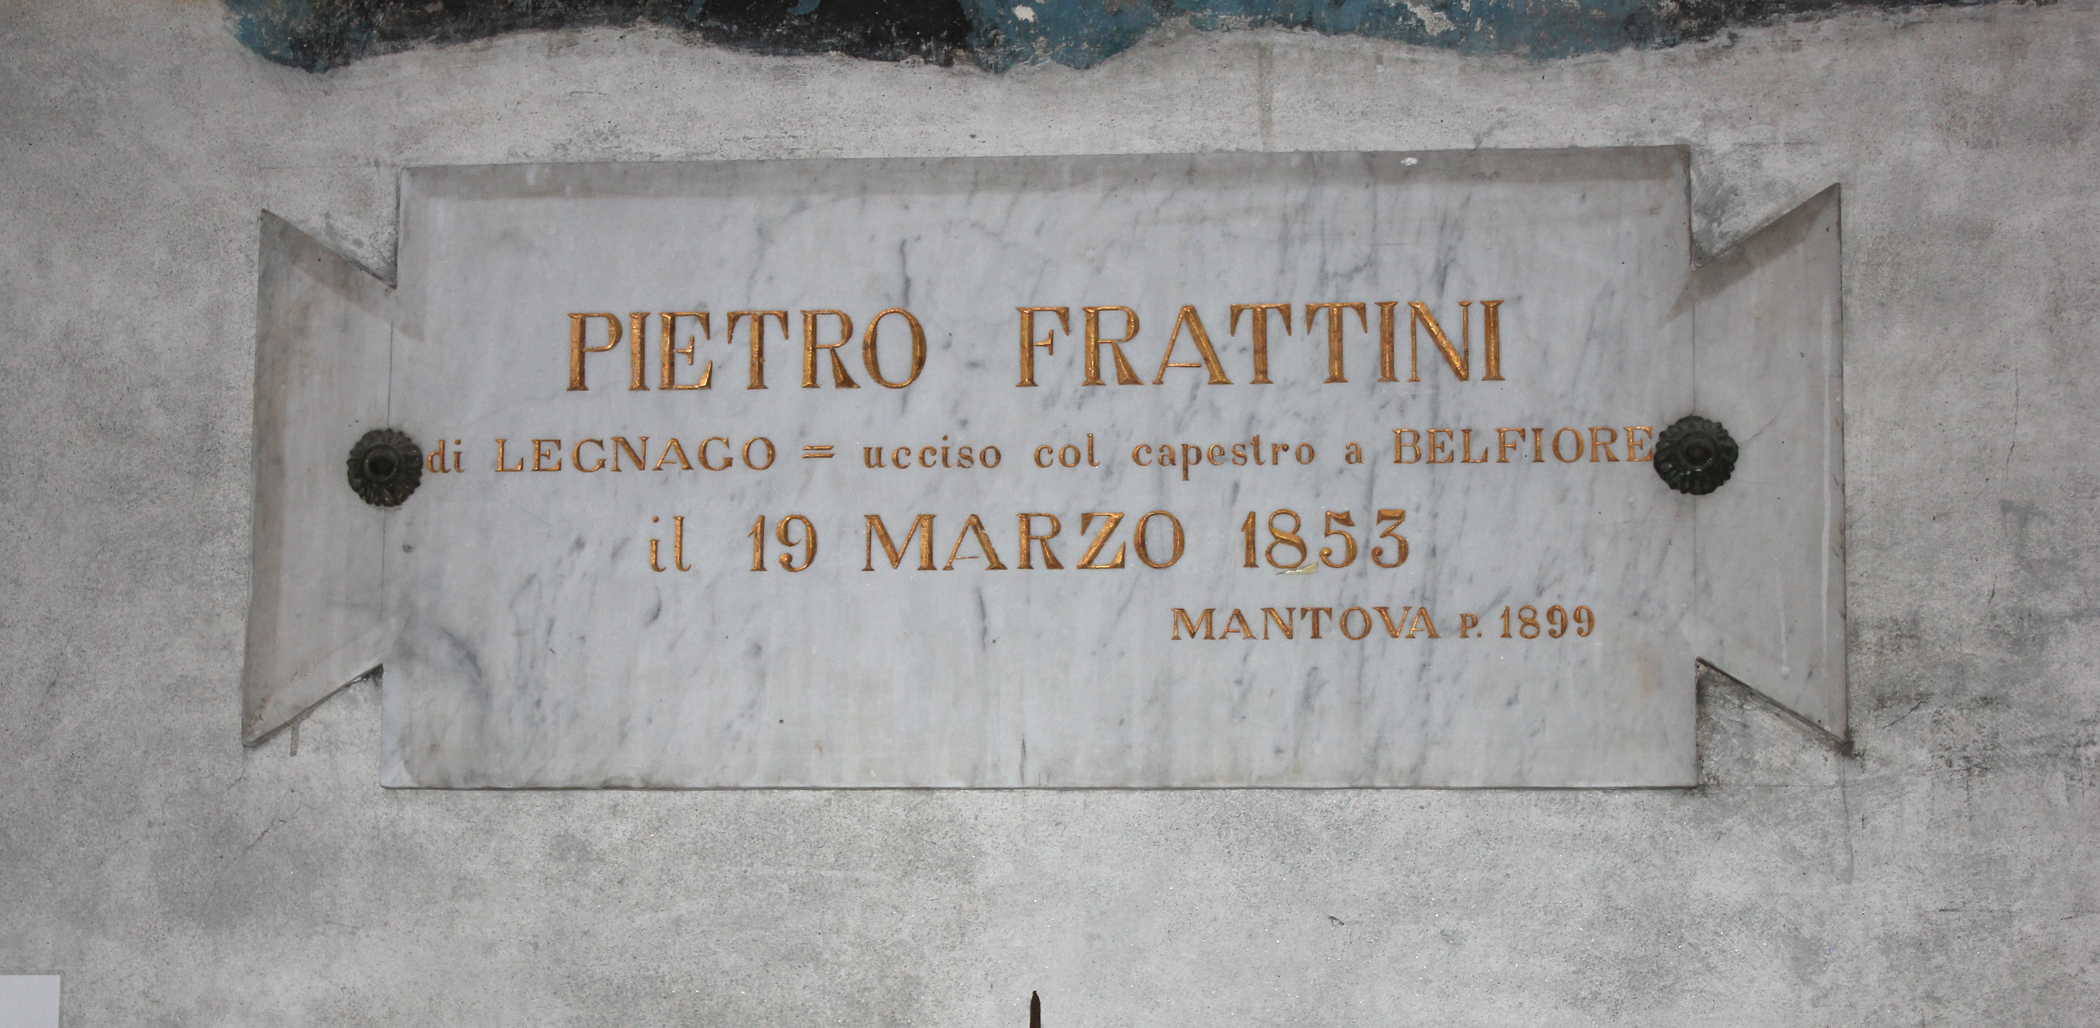 PIETRO FRATTINI
di LEGNAGO = ucciso col capestro a BELFIORE
il 19 MARZO 1853
MANTOVA P. 1899